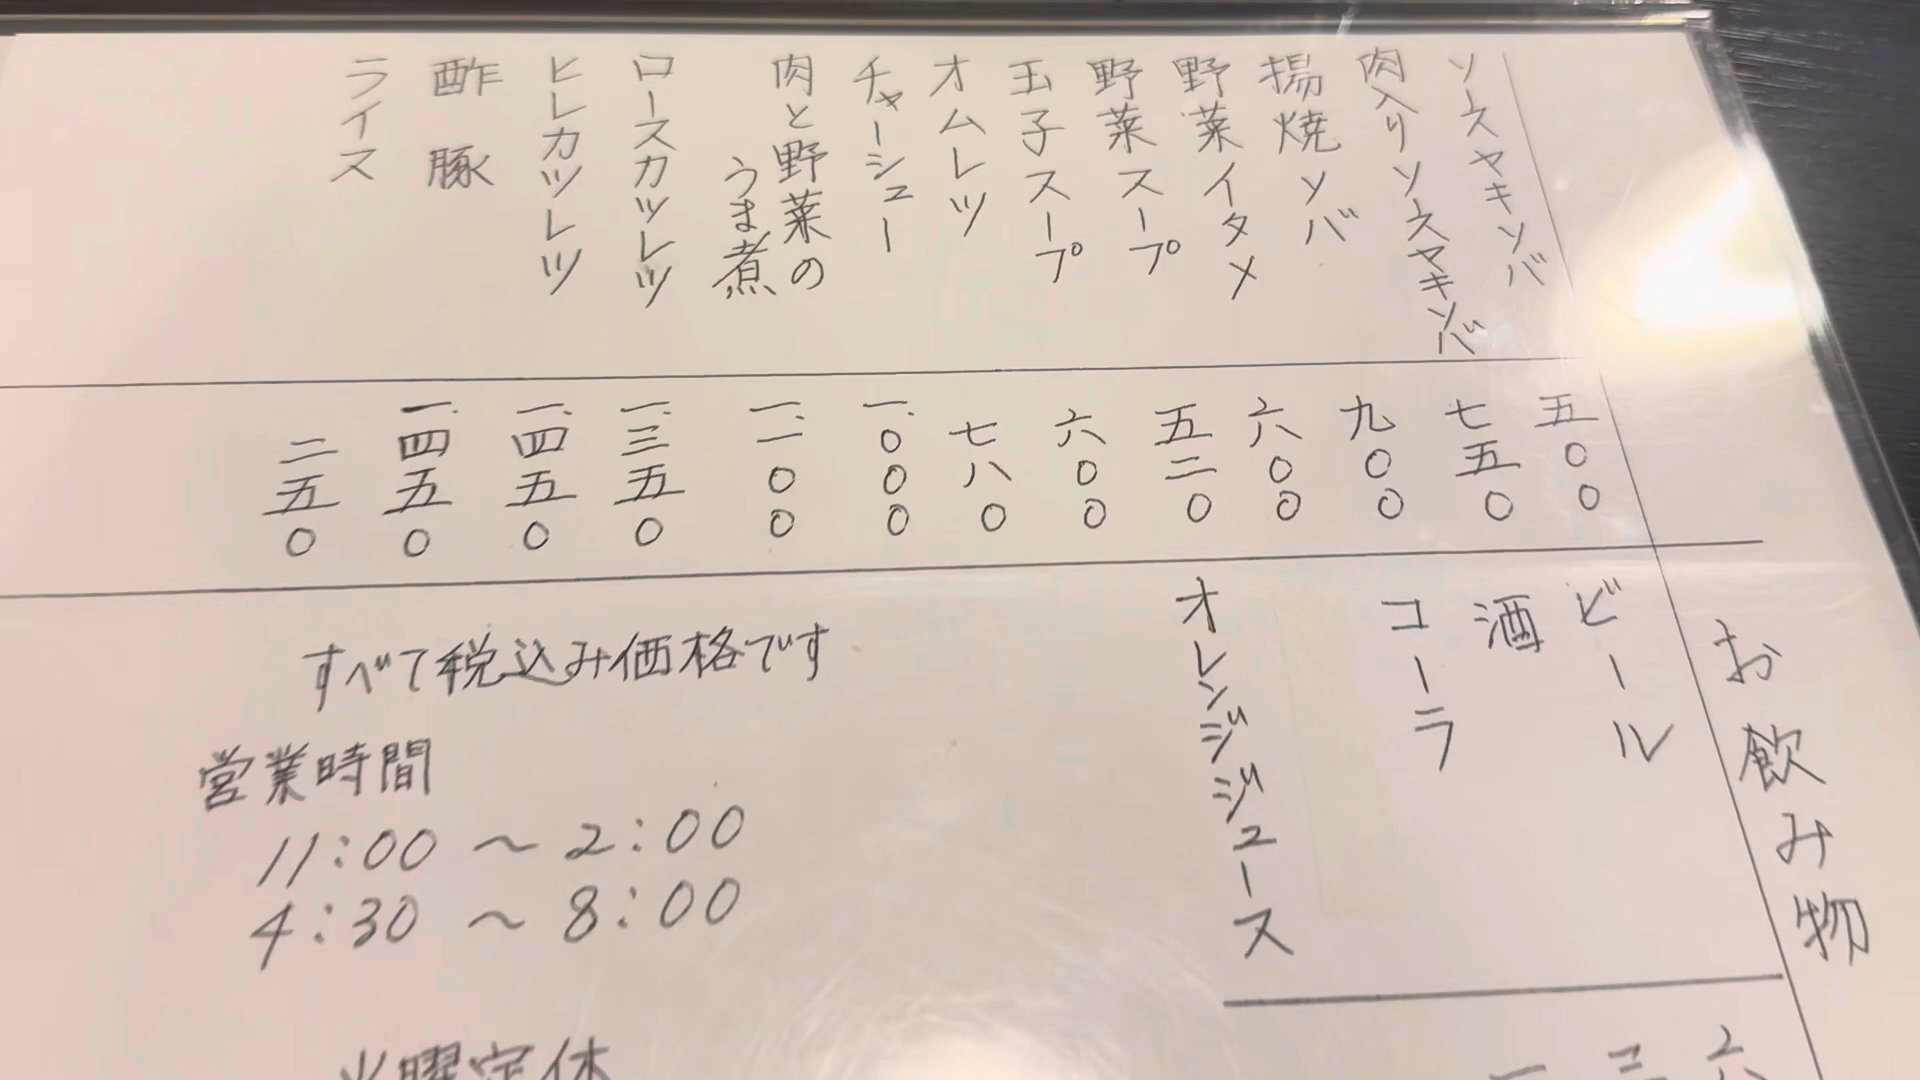 ソースヤキソバ
五〇〇
肉入りソースヤキソバ
七五〇
揚焼ソバ
九〇〇
野菜イタメ
六〇〇
野菜スープ
五二〇
玉子スープ
六〇〇
オムレツ
七八〇
チャーシュー
一.〇〇〇
肉と野菜の
うま煮
一.一〇〇
ロースカツレツ
一.三五〇
ヒレカツレツ
一.四五〇
酢豚
一.四五〇
ライス
二五〇
お飲み物
ビール
酒
コーラ
オレンジジュース
すべて税込み価格です
営業時間
11:00 〜 2:00
4:30 〜 8:00
火曜定休